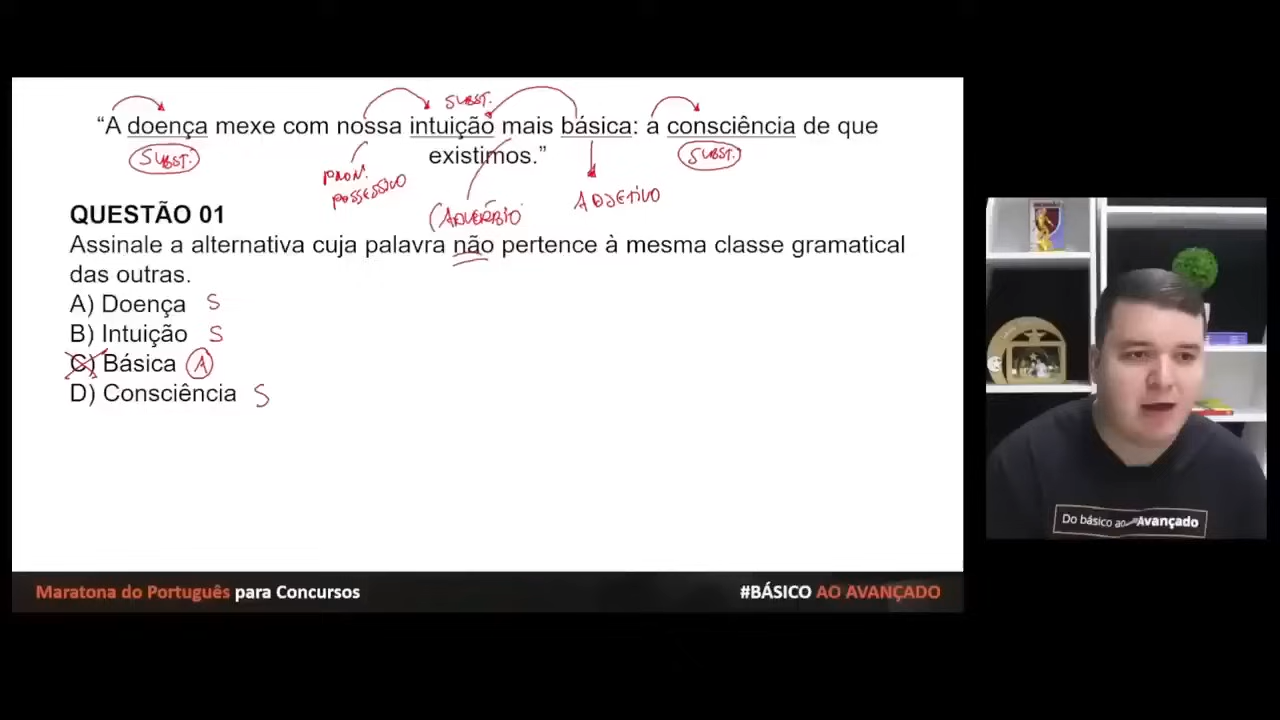 SUBST.
“A doença mexe com nossa intuição mais básica: a consciência de que
existimos.”
SUBST.
SUBST.
PRON.
POSSESSIVO
ADJETIVO
(ADVÉRBIO
QUESTÃO 01
Assinale a alternativa cuja palavra não pertence à mesma classe gramatical
das outras.
A) Doença S
B) Intuição S
C) Básica A
D) Consciência S
Do básico ao Avançado
Maratona do Português para Concursos
#BÁSICO AO AVANÇADO